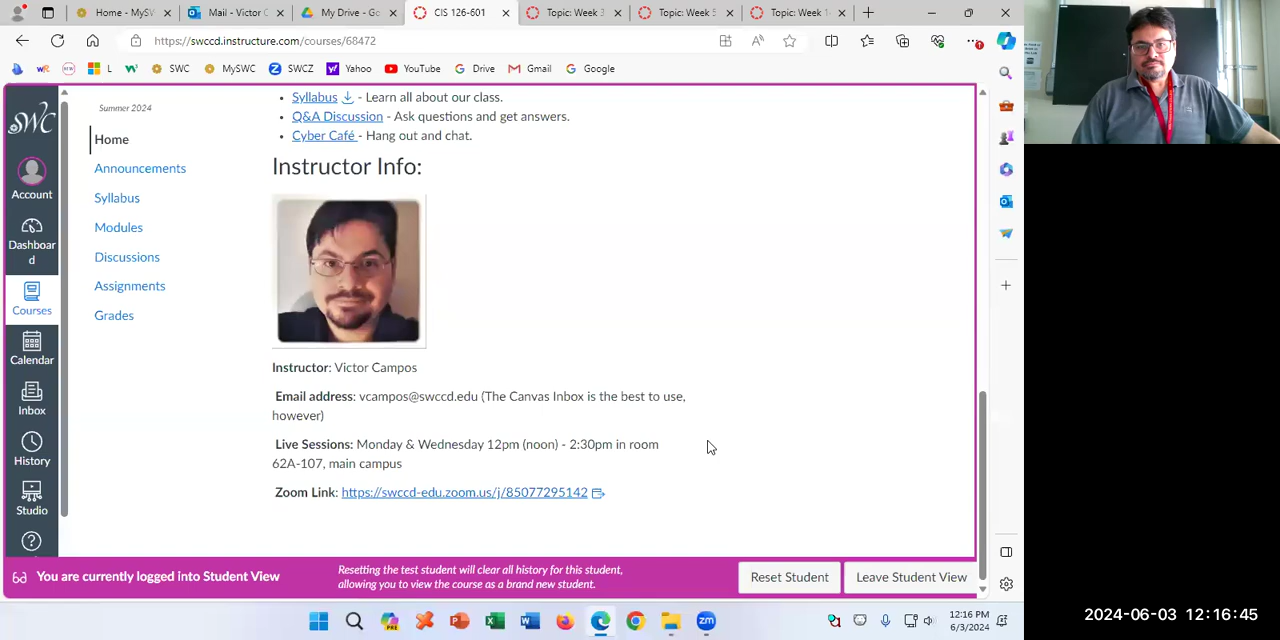 Home - MySW
Mail - Victor C
My Drive - Go
CIS 126-601
Topic: Week 3
Topic: Week 5
Topic: Week 1
https://swccd.instructure.com/courses/68472
L
SWC
MySWC
SWCZ
Yahoo
YouTube
Drive
Gmail
Google
SWC
Account
Dashboar
d
Courses
Calendar
Inbox
History
Studio
Summer 2024
Home
Announcements
Syllabus
Modules
Discussions
Assignments
Grades
• Syllabus - Learn all about our class.
• Q&A Discussion - Ask questions and get answers.
• Cyber Café - Hang out and chat.
Instructor Info:
Instructor: Victor Campos
Email address: vcampos@swccd.edu (The Canvas Inbox is the best to use,
however)
Live Sessions: Monday & Wednesday 12pm (noon) - 2:30pm in room
62A-107, main campus
Zoom Link: https://swccd-edu.zoom.us/j/85077295142
You are currently logged into Student View
Resetting the test student will clear all history for this student,
allowing you to view the course as a brand new student.
Reset Student
Leave Student View
12:16 PM
6/3/2024
2024-06-03 12:16:45